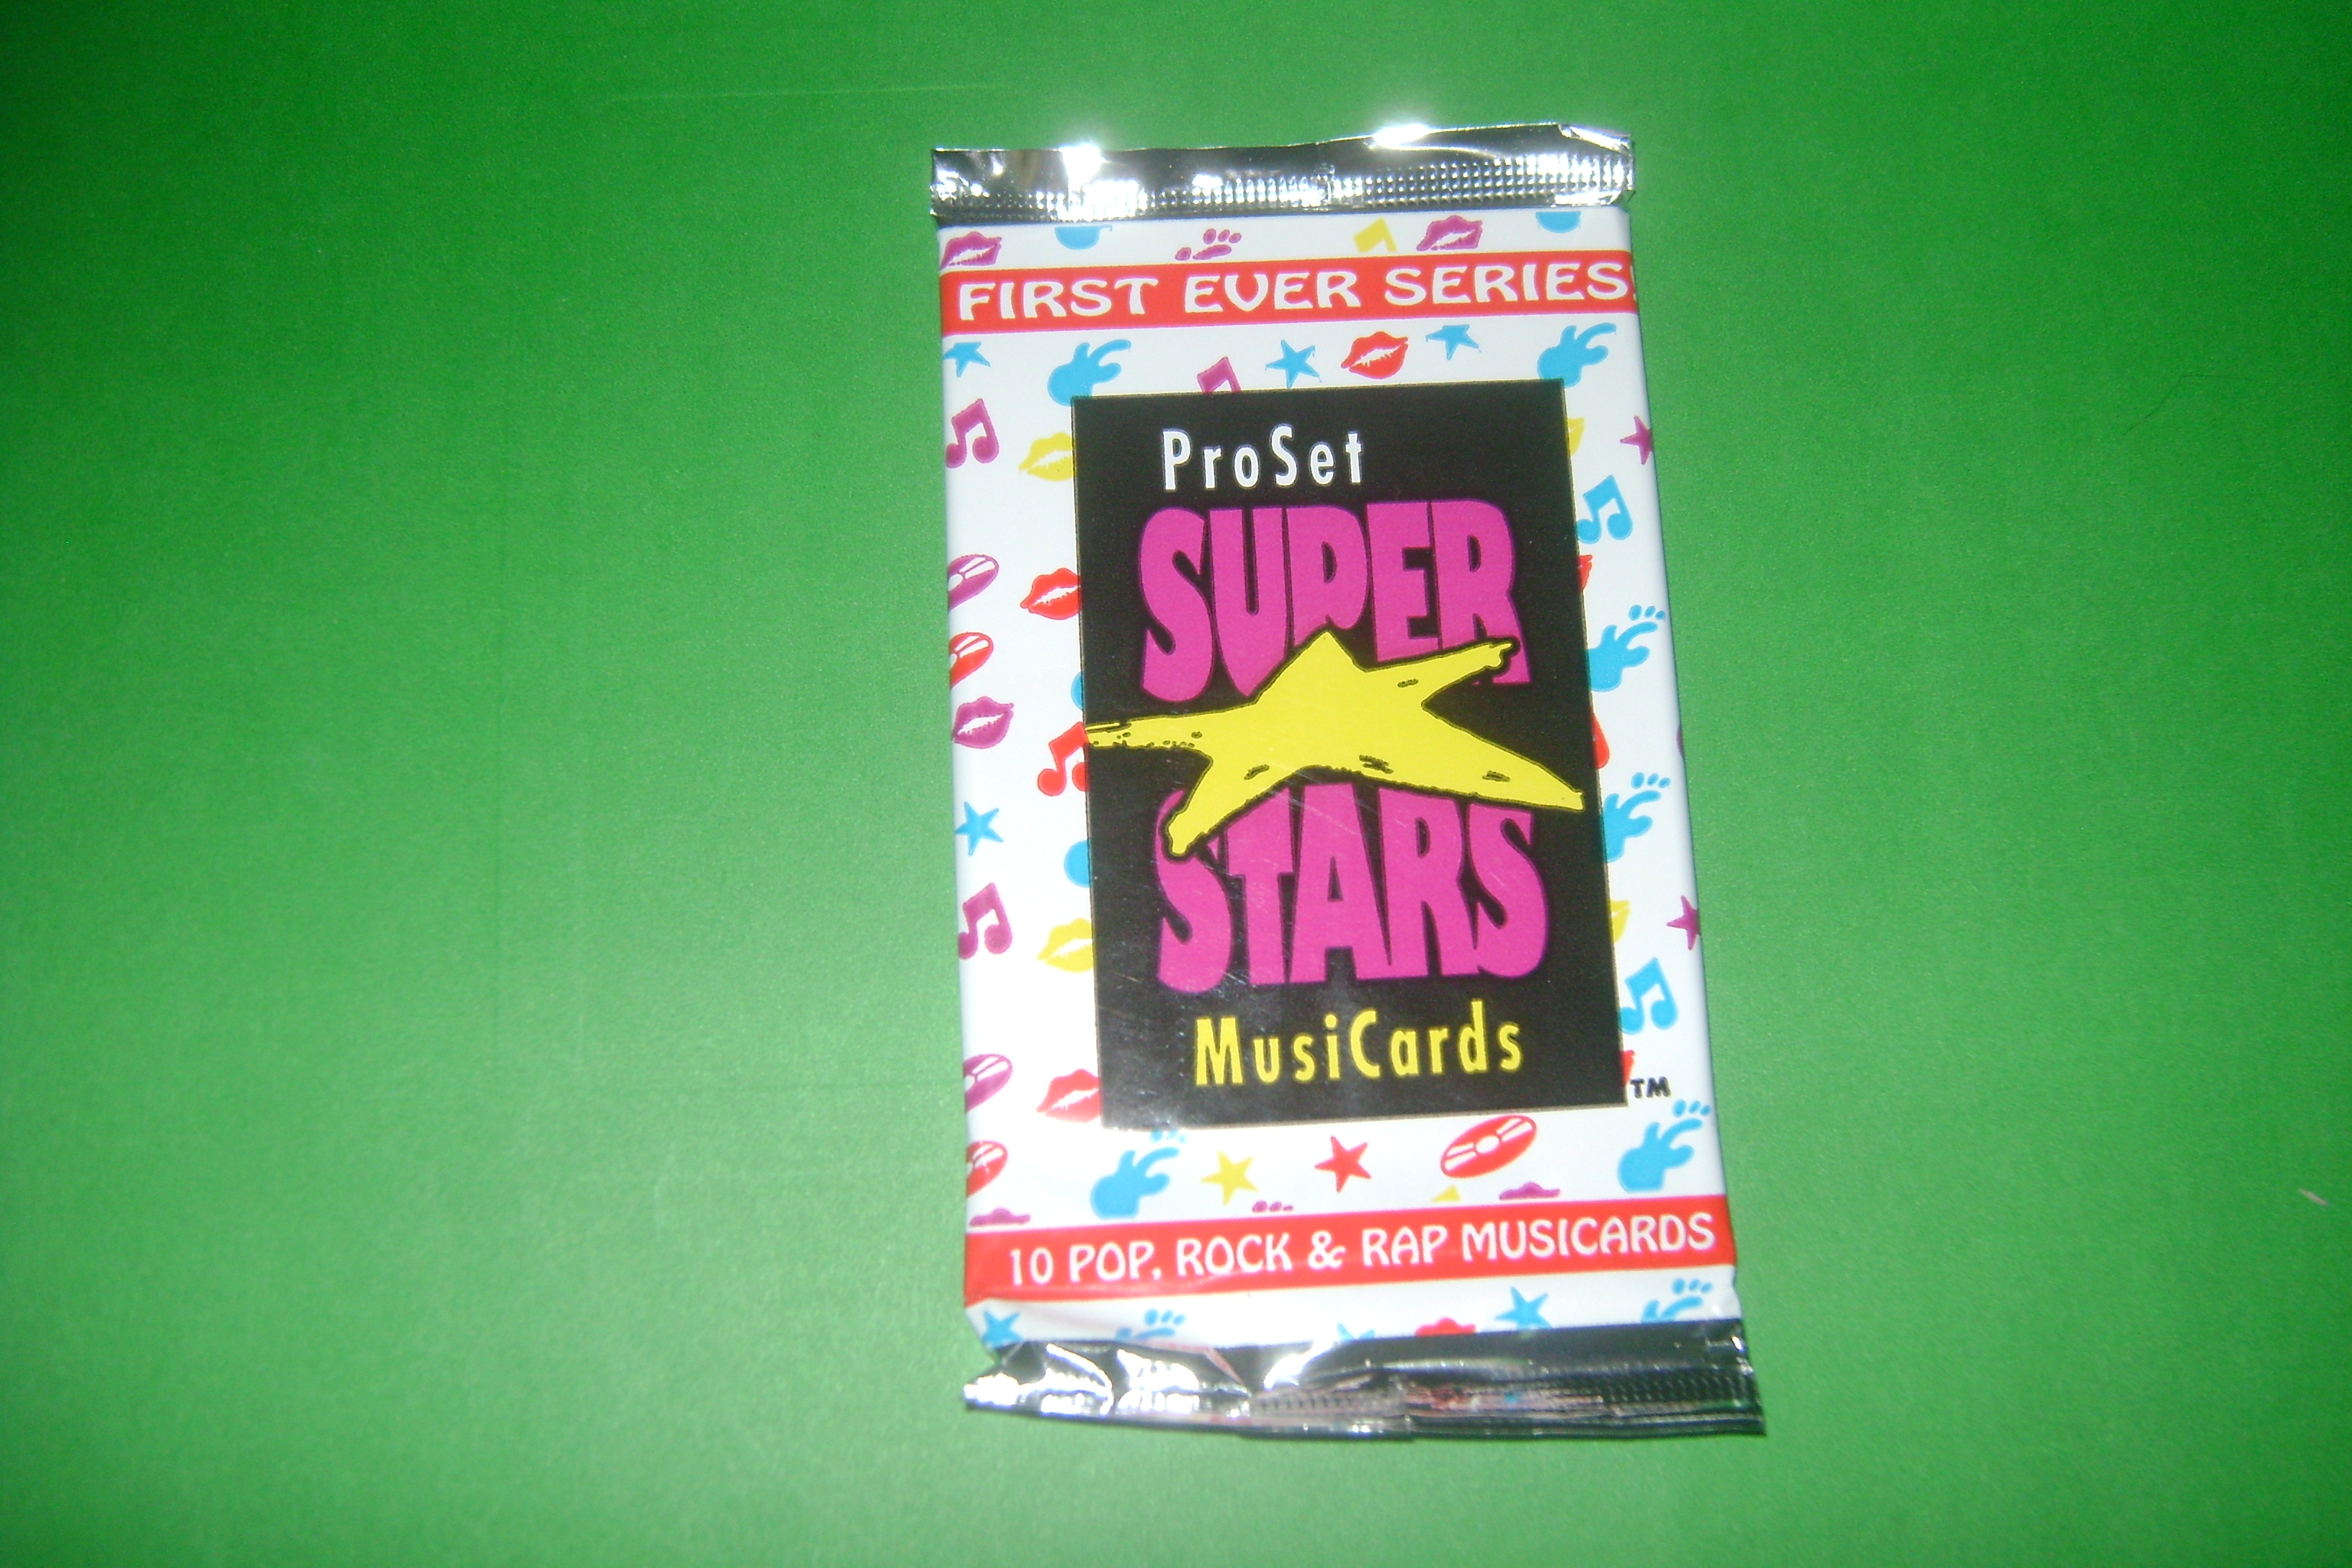 FIRST EVER SERIES!
ProSet
SUPER
STARS
MusiCards
TM
10 POP, ROCK & RAP MUSICARDS